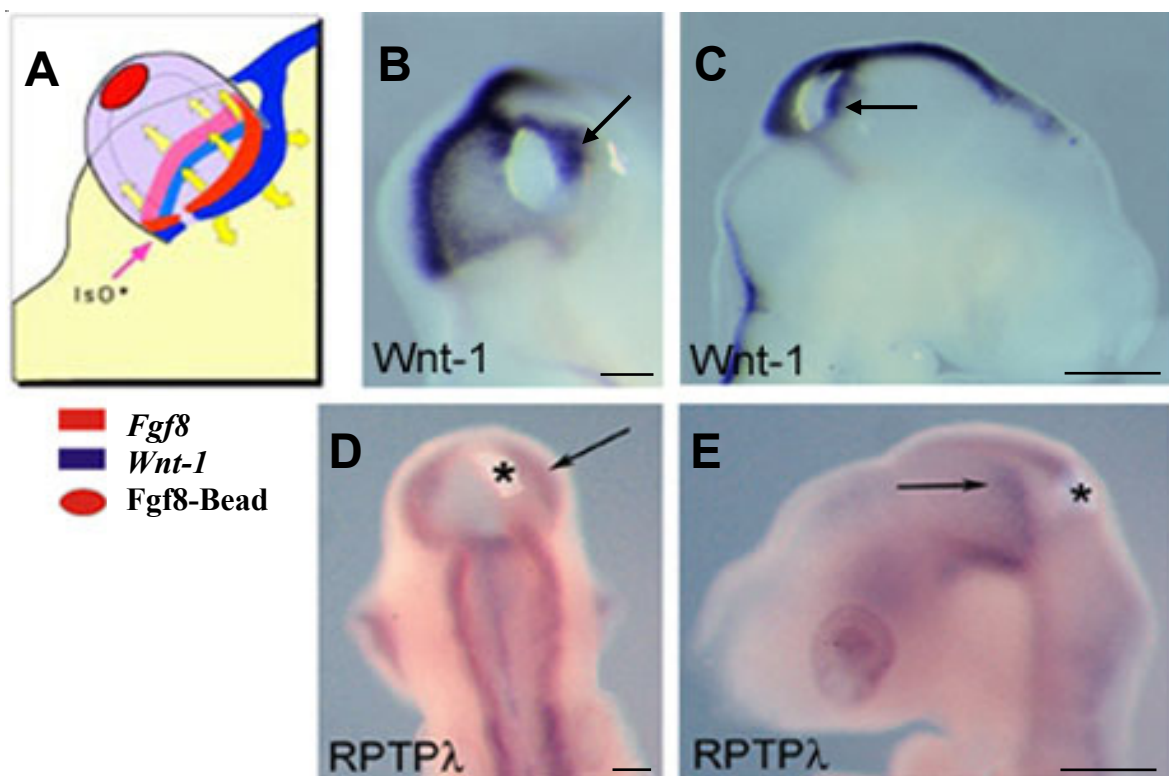 A
IsO*
Fgf8
Wnt-1
Fgf8-Bead
B
Wnt-1
C
Wnt-1
D
*
RPTPλ
E
*
RPTPλ